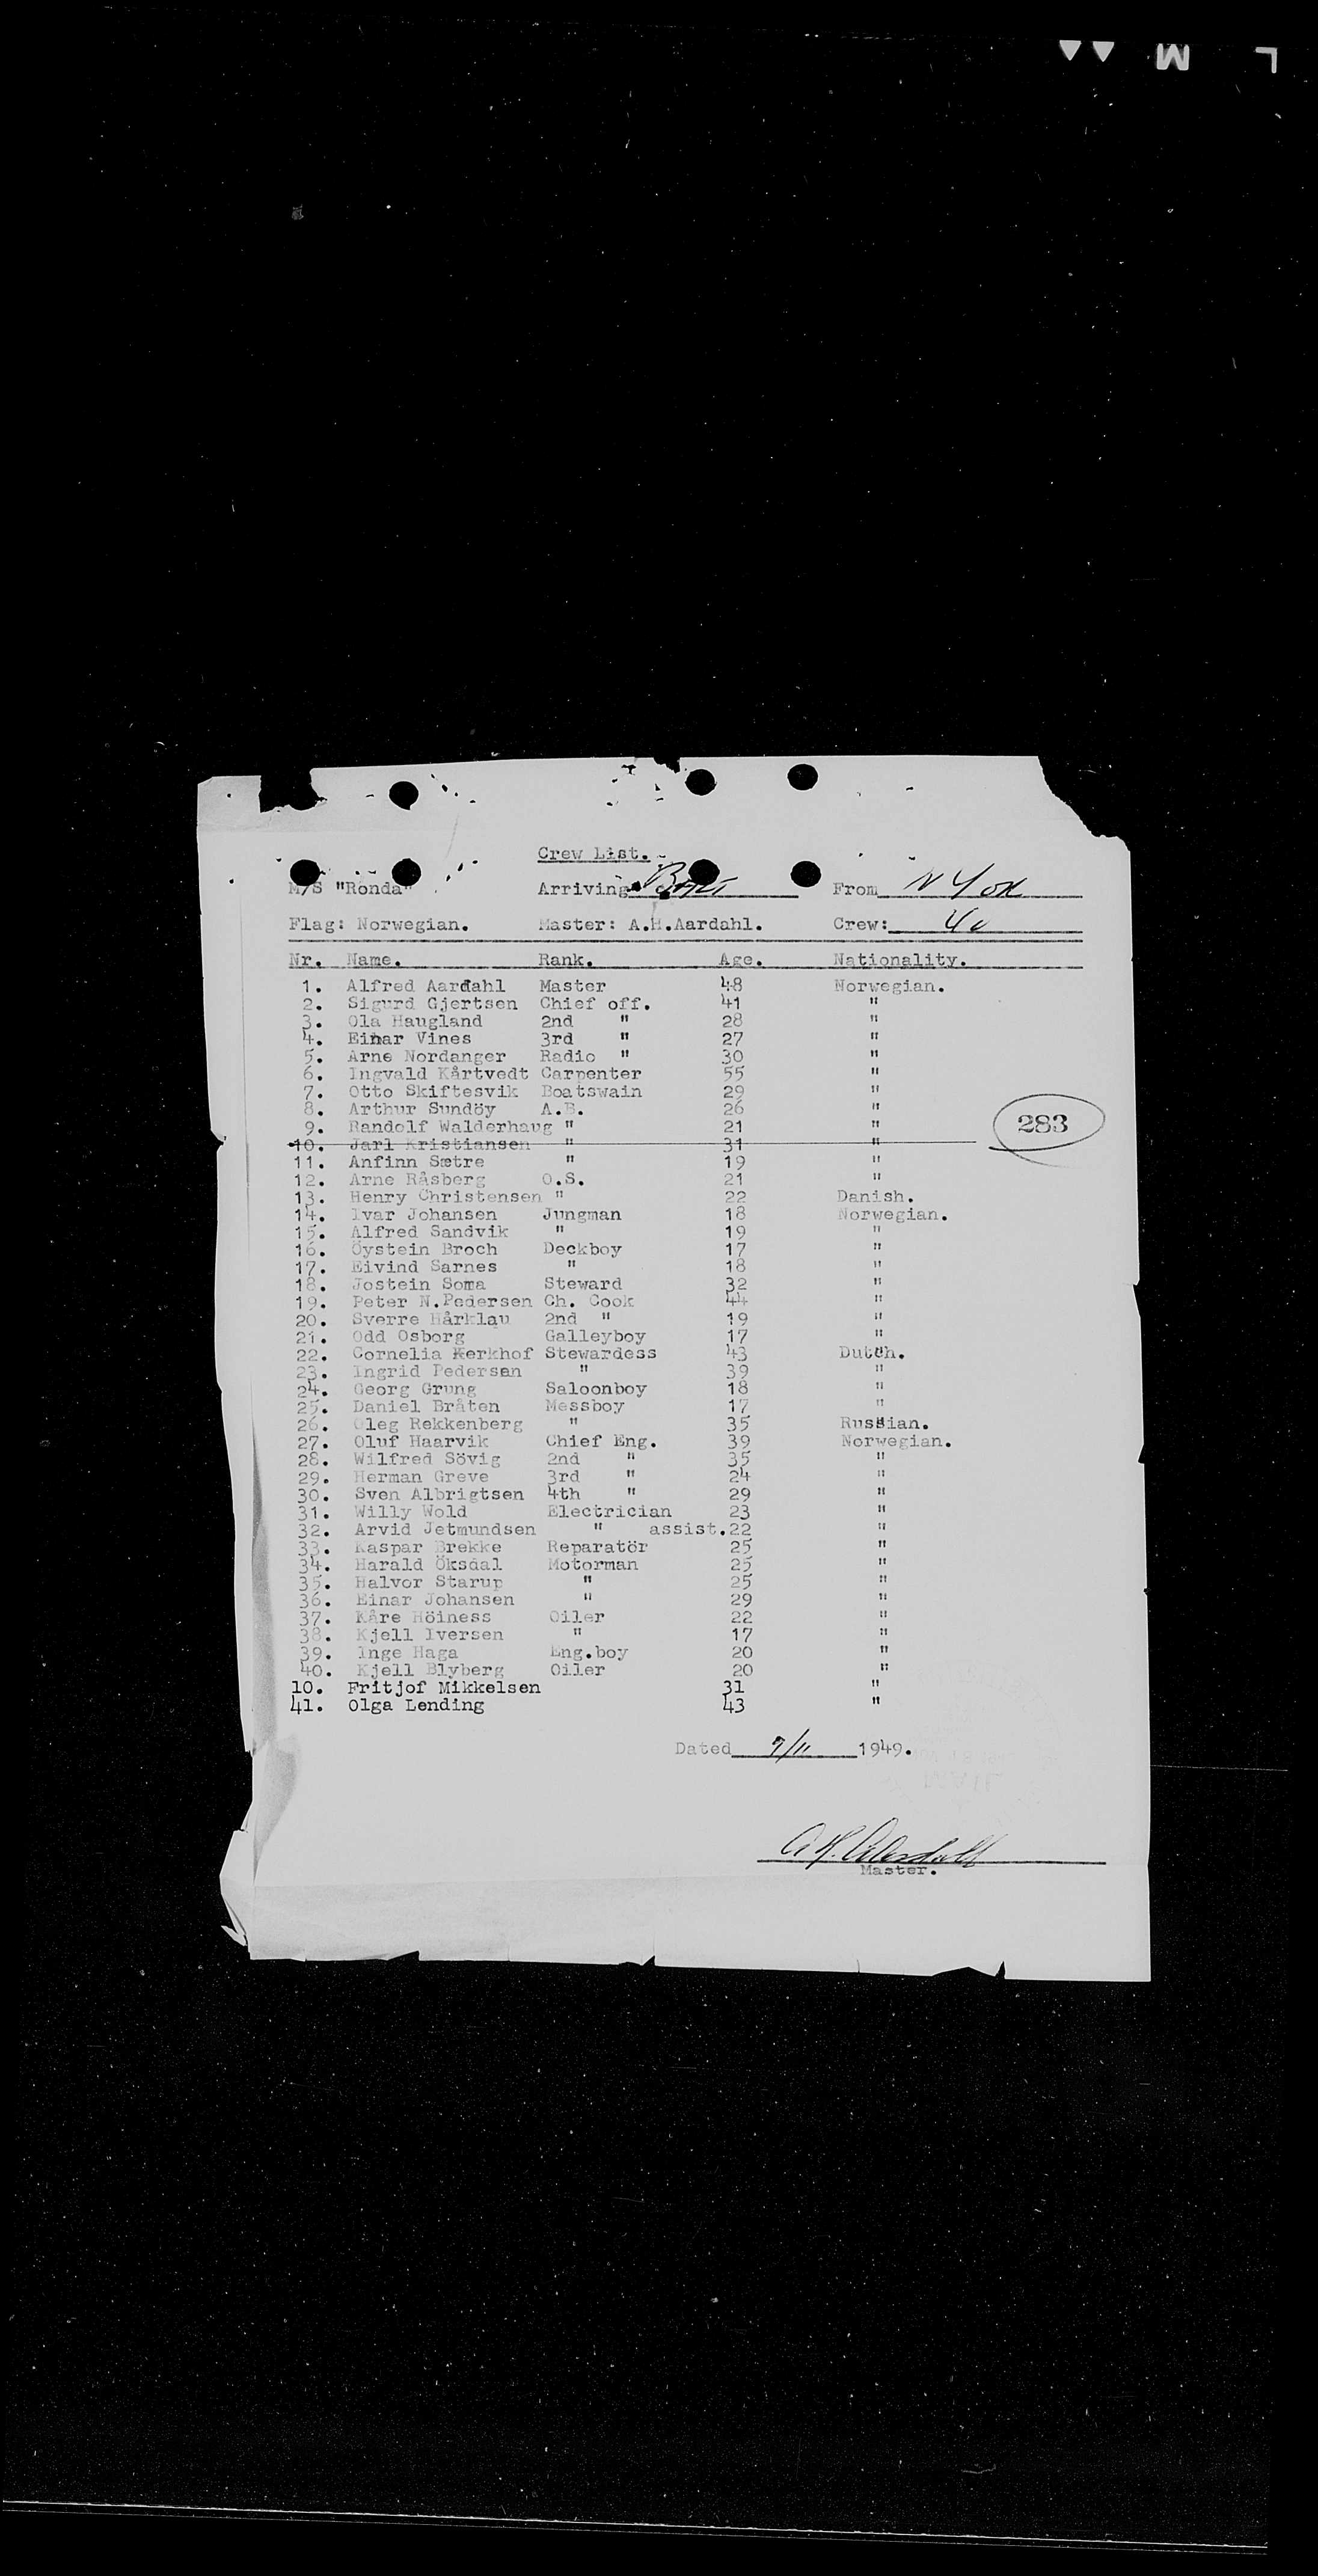 L M
Crew List.
M/S "Ronda" Arriving From N York
Flag: Norwegian. Master: A.H.Aardahl. Crew: 40
Nr. Name. Rank. Age. Nationality.
1. Alfred Aardahl Master 48 Norwegian.
2. Sigurd Gjertsen Chief off. 41 "
3. Ola Haugland 2nd " 28 "
4. Einar Vines 3rd " 27 "
5. Arne Nordanger Radio " 30 "
6. Ingvald Kårtvedt Carpenter 55 "
7. Otto Skiftesvik Boatswain 29 "
8. Arthur Sundöy A.B. 26 "
9. Randolf Walderhaug " 21 "
283
10. Jarl Kristiansen " 31 "
11. Anfinn Sætre " 19 "
12. Arne Råsberg O.S. 21 "
13. Henry Christensen " 22 Danish.
14. Ivar Johansen Jungman 18 Norwegian.
15. Alfred Sandvik " 19 "
16. Öystein Broch Deckboy 17 "
17. Eivind Sarnes " 18 "
18. Jostein Soma Steward 32 "
19. Peter N.Pedersen Ch. Cook 44 "
20. Sverre Hårklau 2nd " 19 "
21. Odd Osborg Galleyboy 17 "
22. Cornelia Kerkhof Stewardess 43 Dutch.
23. Ingrid Pedersen " 39 "
24. Georg Grung Saloonboy 18 "
25. Daniel Bråten Messboy 17 "
26. Oleg Rekkenberg " 35 Russian.
27. Oluf Haarvik Chief Eng. 39 Norwegian.
28. Wilfred Sövig 2nd " 35 "
29. Herman Greve 3rd " 24 "
30. Sven Albrigtsen 4th " 29 "
31. Willy Wold Electrician 23 "
32. Arvid Jetmundsen " assist. 22 "
33. Kaspar Brekke Reparatör 25 "
34. Harald Öksdal Motorman 25 "
35. Halvor Starup " 25 "
36. Einar Johansen " 29 "
37. Kåre Höiness Oiler 22 "
38. Kjell Iversen " 17 "
39. Inge Haga Eng.boy 20 "
40. Kjell Blyberg Oiler 20 "
10. Fritjof Mikkelsen 31 "
41. Olga Lending 43 "
Dated 9/11 1949.
A.H. Aardahl
Master.